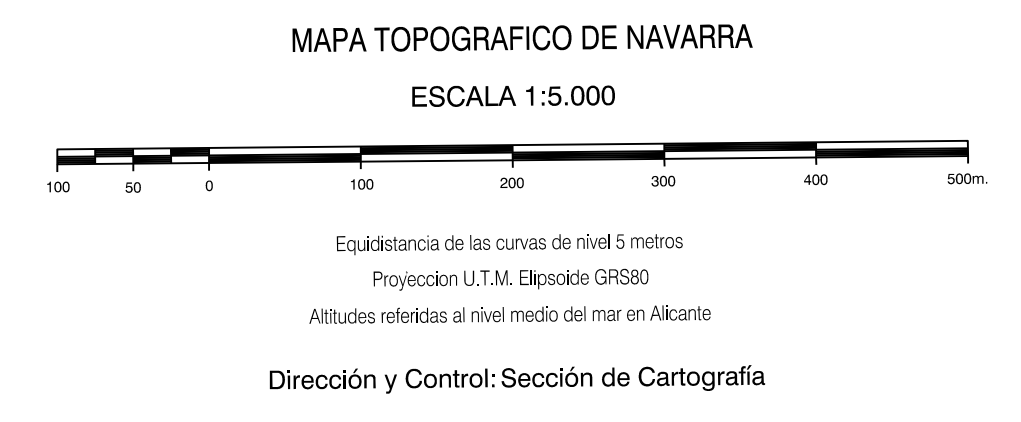 MAPA TOPOGRAFICO DE NAVARRA
ESCALA 1:5.000
100 50 0 100 200 300 400 500m.
Equidistancia de las curvas de nivel 5 metros
Proyeccion U.T.M. Elipsoide GRS80
Altitudes referidas al nivel medio del mar en Alicante
Dirección y Control: Sección de Cartografía